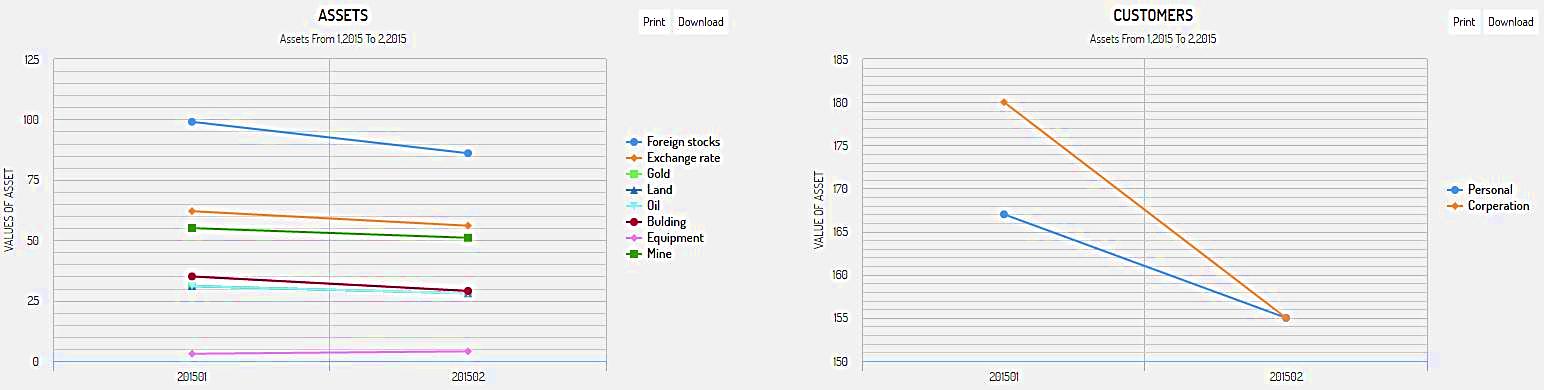 ASSETS
Print Download
Assets From 1,2015 To 2,2015
VALUES OF ASSET
125
100
75
50
25
0
201501 201502
Foreign stocks
Exchange rate
Gold
Land
Oil
Bulding
Equipment
Mine
CUSTOMERS
Print Download
Assets From 1,2015 To 2,2015
VALUE OF ASSET
185
180
175
170
165
160
155
150
201501 201502
Personal
Corperation